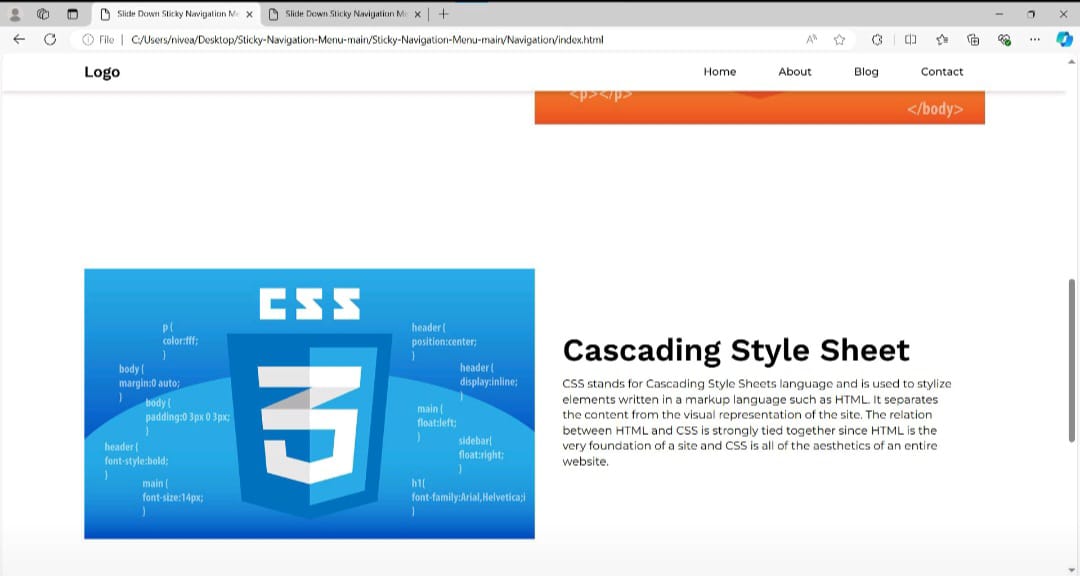 Slide Down Sticky Navigation Me
Slide Down Sticky Navigation Me
File
C:/Users/nivea/Desktop/Sticky-Navigation-Menu-main/Sticky-Navigation-Menu-main/Navigation/index.html
Logo
Home
About
Blog
Contact
<p></p>
</body>
CSS
p {
color:fff;
}
body {
margin:0 auto;
}
body {
padding:0 3px 0 3px;
}
header {
font-style:bold;
}
main {
font-size:14px;
}
3
header {
position:center;
}
header {
display:inline;
}
main {
float:left;
}
sidebar{
float:right;
}
h1{
font-family:Arial,Helvetica;i
}
Cascading Style Sheet
CSS stands for Cascading Style Sheets language and is used to stylize
elements written in a markup language such as HTML. It separates
the content from the visual representation of the site. The relation
between HTML and CSS is strongly tied together since HTML is the
very foundation of a site and CSS is all of the aesthetics of an entire
website.